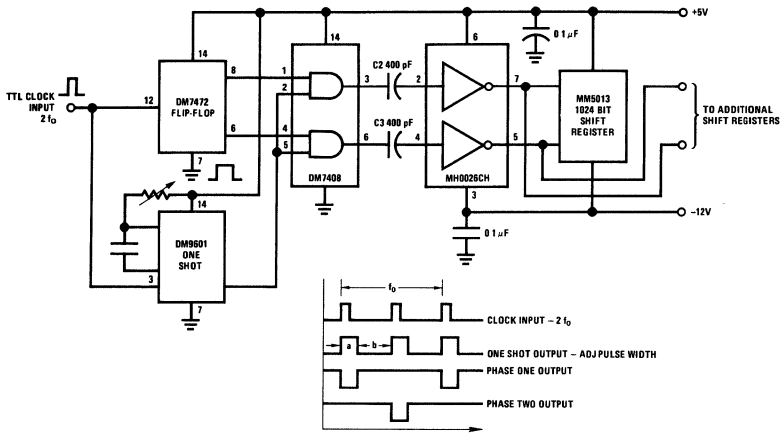 +5V
14
14
6
0 1 μF
C2 400 pF
8
1
3
2
7
TTL CLOCK
INPUT
2 fo
12
DM7472
FLIP-FLOP
2
MM5013
1024 BIT
SHIFT
REGISTER
TO ADDITIONAL
SHIFT REGISTERS
6
4
C3 400 pF
5
6
4
5
7
DM7408
MH0026CH
3
-12V
14
DM9601
ONE
SHOT
3
7
0 1 μF
fo
CLOCK INPUT – 2 fo
a
b
ONE SHOT OUTPUT – ADJ PULSE WIDTH
PHASE ONE OUTPUT
PHASE TWO OUTPUT